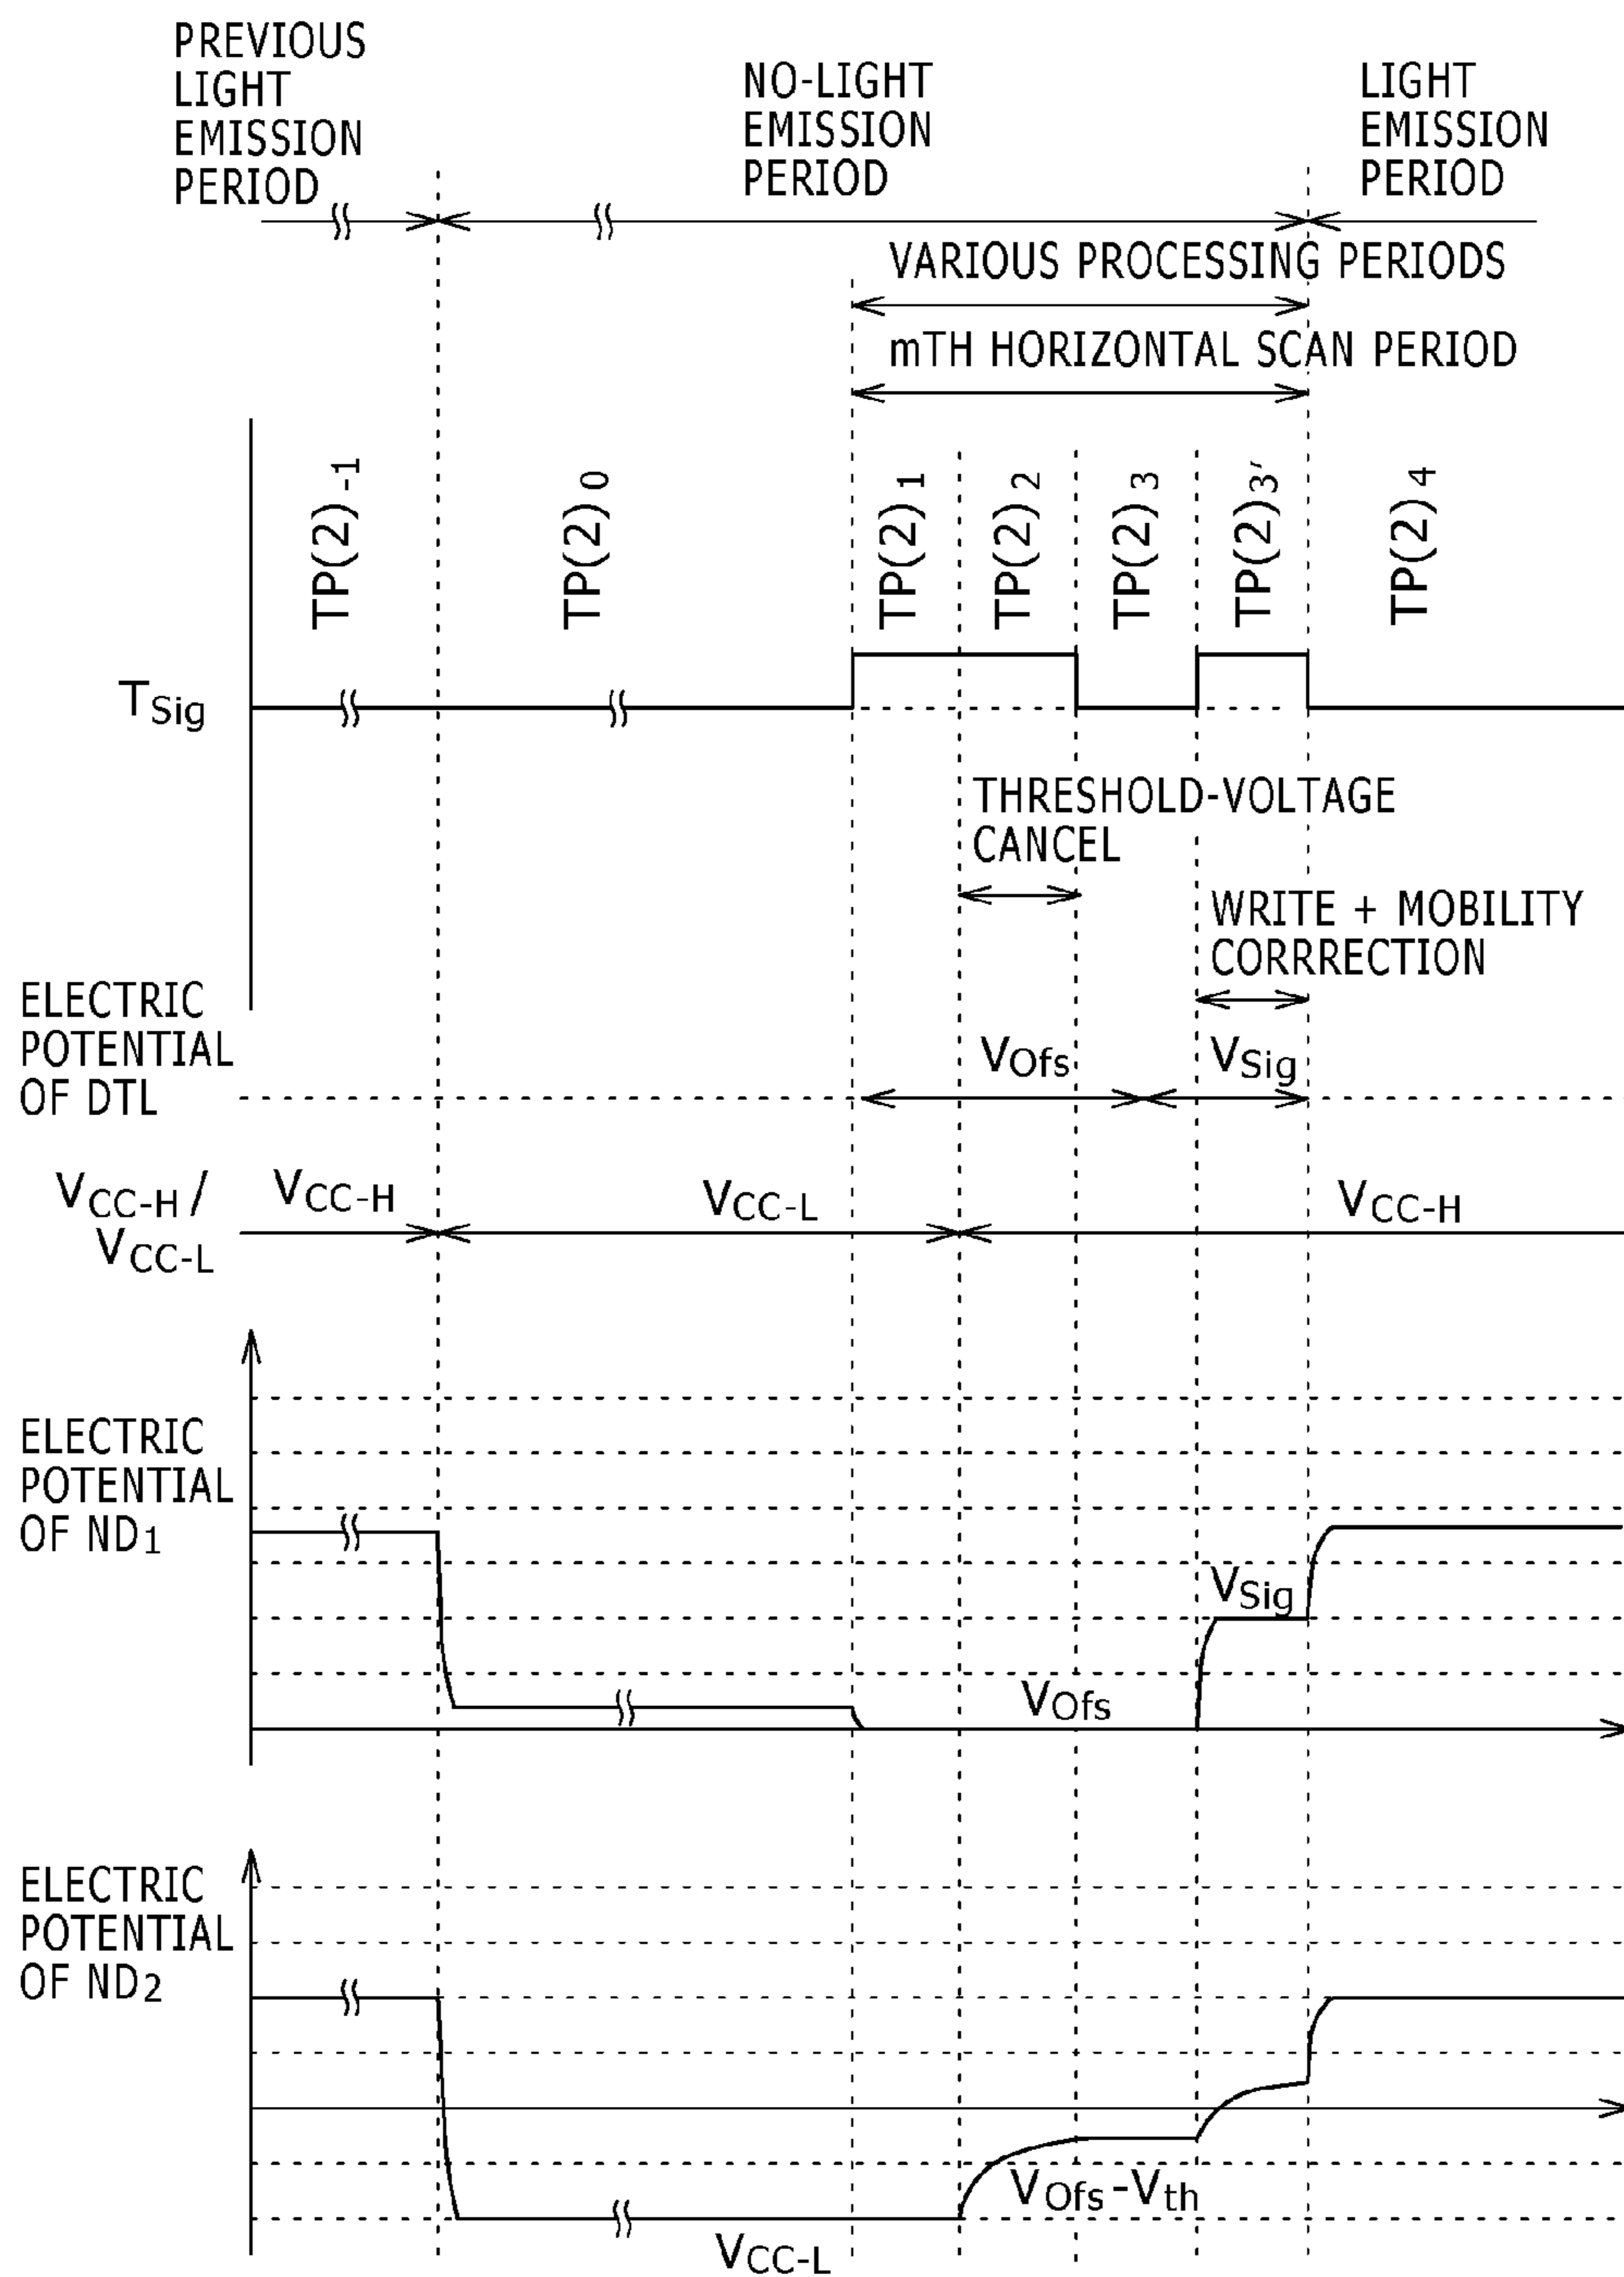 PREVIOUS
LIGHT
EMISSION
PERIOD
NO-LIGHT
EMISSION
PERIOD
LIGHT
EMISSION
PERIOD
VARIOUS PROCESSING PERIODS
mTH HORIZONTAL SCAN PERIOD
TP(2)-1
TP(2)0
TP(2)1
TP(2)2
TP(2)3
TP(2)3′
TP(2)4
TSig
THRESHOLD-VOLTAGE
CANCEL
WRITE + MOBILITY
CORRRECTION
ELECTRIC
POTENTIAL
OF DTL
VOfs
VSig
VCC-H /
VCC-L
VCC-H
VCC-L
VCC-H
ELECTRIC
POTENTIAL
OF ND1
VSig
VOfs
ELECTRIC
POTENTIAL
OF ND2
VOfs-Vth
VCC-L